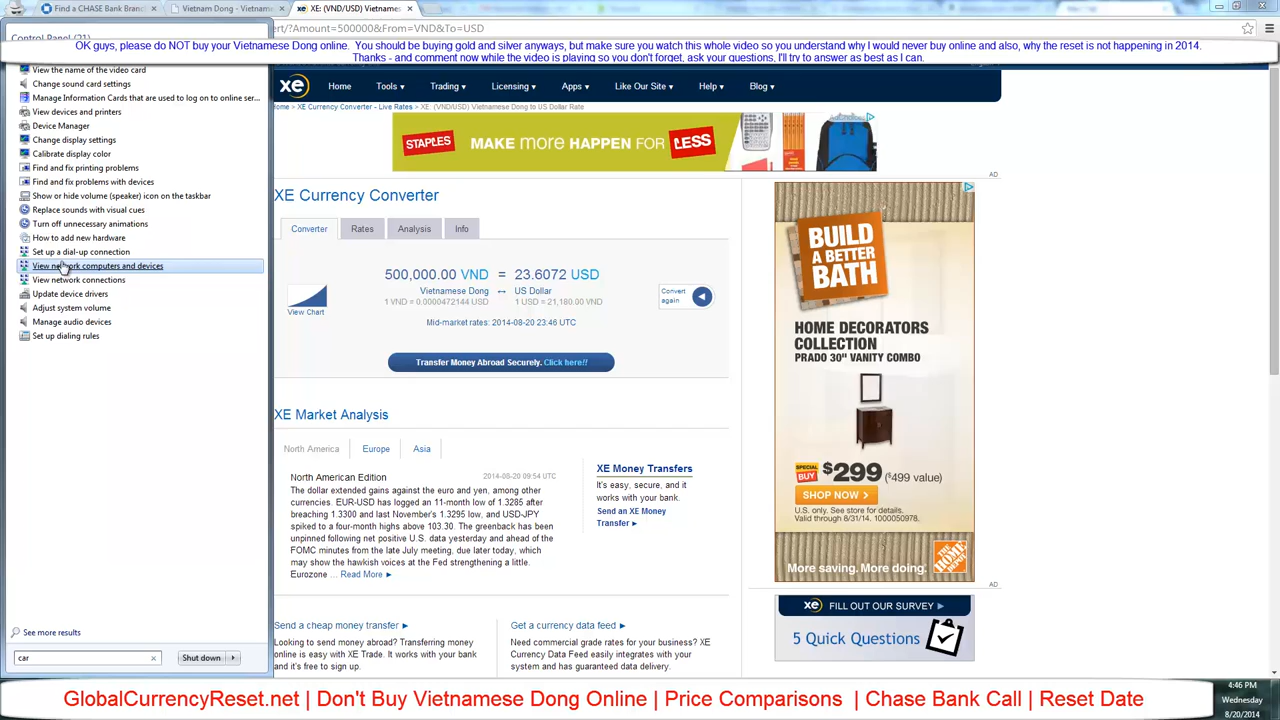 Find a CHASE Bank Branc
Vietnam Dong - Vietnames
XE: (VND/USD) Vietnames
ert/?Amount=500000&From=VND&To=USD
Control Panel (21)
OK guys, please do NOT buy your Vietnamese Dong online. You should be buying gold and silver anyways, but make sure you watch this whole video so you understand why I would never buy online and also, why the reset is not happening in 2014.
Thanks - and comment now while the video is playing so you don't forget, ask your questions, I'll try to answer as best as I can.
View the name of the video card
Change sound card settings
Manage Information Cards that are used to log on to online ser...
View devices and printers
Device Manager
Change display settings
Calibrate display color
Find and fix printing problems
Find and fix problems with devices
Show or hide volume (speaker) icon on the taskbar
Replace sounds with visual cues
Turn off unnecessary animations
How to add new hardware
Set up a dial-up connection
View network computers and devices
View network connections
Update device drivers
Adjust system volume
Manage audio devices
Set up dialing rules
See more results
car
Shut down
xe Home Tools Trading Licensing Apps Like Our Site Help Blog
Home > XE Currency Converter - Live Rates > XE: (VND/USD) Vietnamese Dong to US Dollar Rate
STAPLES MAKE more HAPPEN FOR LESS
AD
XE Currency Converter
Converter Rates Analysis Info
500,000.00 VND = 23.6072 USD
Vietnamese Dong ↔ US Dollar
1 VND = 0.0000472144 USD 1 USD = 21,180.00 VND
View Chart
Convert again
Mid-market rates: 2014-08-20 23:46 UTC
Transfer Money Abroad Securely. Click here!!
XE Market Analysis
North America Europe Asia
North American Edition 2014-08-20 09:54 UTC
The dollar extended gains against the euro and yen, among other
currencies. EUR-USD has logged an 11-month low of 1.3285 after
breaching 1.3300 and last November's 1.3295 low, and USD-JPY
spiked to a four-month highs above 103.30. The greenback has been
unpinned following net positive U.S. data yesterday and ahead of the
FOMC minutes from the late July meeting, due later today, which
may show the hawkish voices at the Fed strengthening a little.
Eurozone ... Read More ►
XE Money Transfers
It's easy, secure, and it
works with your bank.
Send an XE Money
Transfer ►
Send a cheap money transfer ►
Looking to send money abroad? Transferring money
online is easy with XE Trade. It works with your bank
and it's free to sign up.
Get a currency data feed ►
Need commercial grade rates for your business? XE
Currency Data Feed easily integrates with your
system and has guaranteed data delivery.
BUILD
A BETTER
BATH
HOME DECORATORS
COLLECTION
PRADO 30" VANITY COMBO
SPECIAL BUY $299 ($499 value)
SHOP NOW >
U.S. only. See store for details.
Valid through 8/31/14. 1000050978.
More saving. More doing.
THE HOME DEPOT
AD
xe FILL OUT OUR SURVEY ►
5 Quick Questions
GlobalCurrencyReset.net | Don't Buy Vietnamese Dong Online | Price Comparisons | Chase Bank Call | Reset Date
4:46 PM
Wednesday
8/20/2014